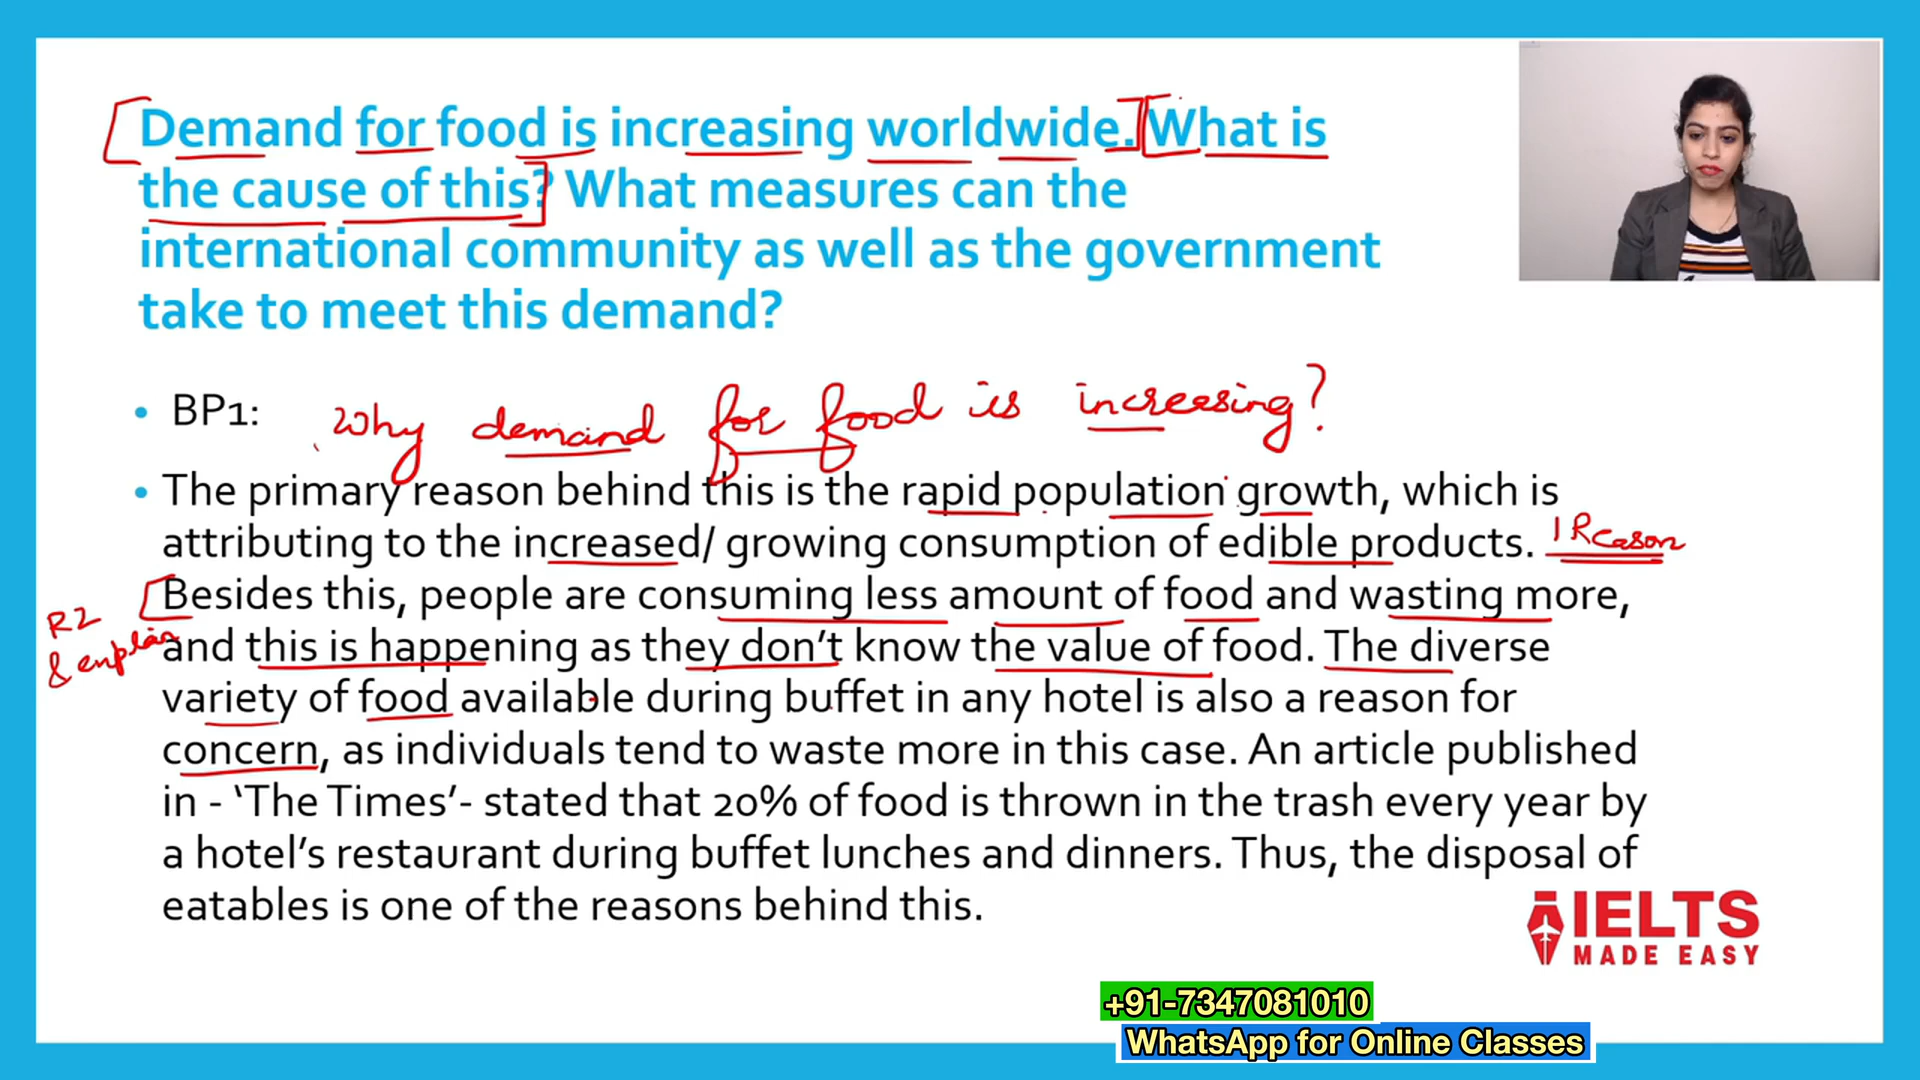 Demand for food is increasing worldwide. What is
the cause of this? What measures can the
international community as well as the government
take to meet this demand?
• BP1: Why demand for food is increasing?
• The primary reason behind this is the rapid population growth, which is
attributing to the increased/ growing consumption of edible products. 1 Reason
Besides this, people are consuming less amount of food and wasting more,
R2
& explain
and this is happening as they don't know the value of food. The diverse
variety of food available during buffet in any hotel is also a reason for
concern, as individuals tend to waste more in this case. An article published
in - ‘The Times’- stated that 20% of food is thrown in the trash every year by
a hotel’s restaurant during buffet lunches and dinners. Thus, the disposal of
eatables is one of the reasons behind this.
IELTS
MADE EASY
+91-7347081010
WhatsApp for Online Classes